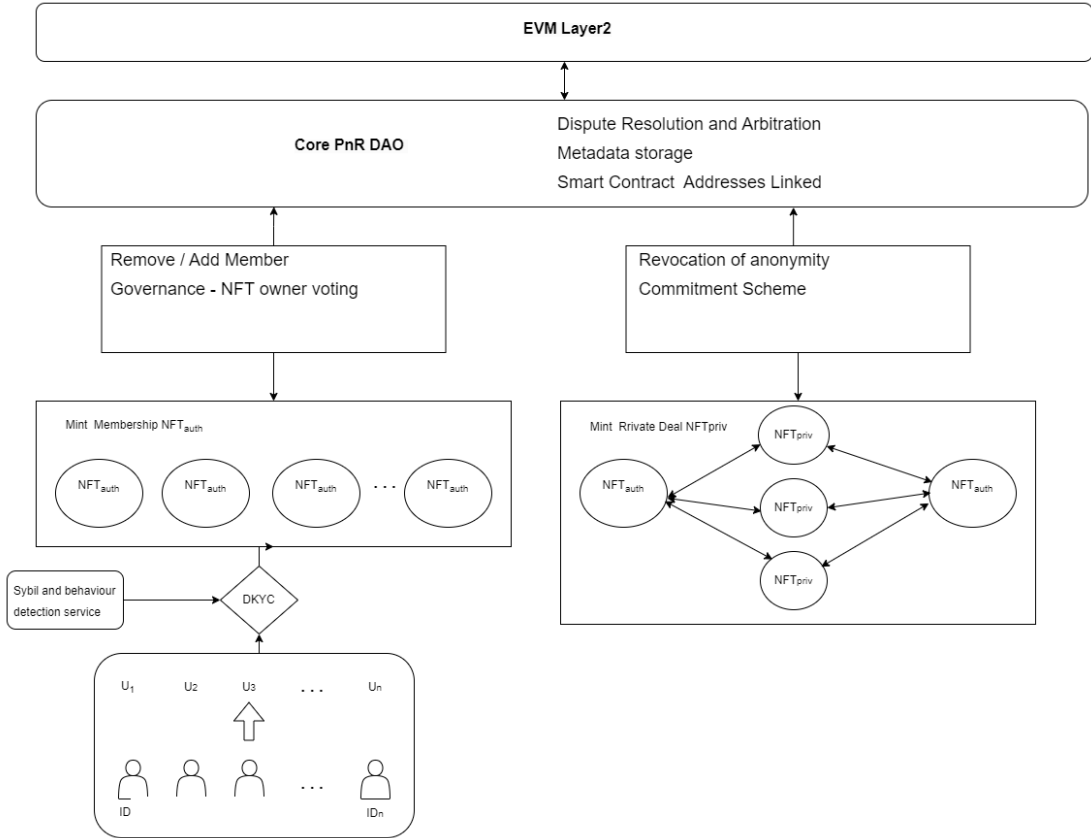 EVM Layer2
Core PnR DAO
Dispute Resolution and Arbitration
Metadata storage
Smart Contract Addresses Linked
Remove / Add Member
Governance - NFT owner voting
Revocation of anonymity
Commitment Scheme
Mint Membership NFTauth
NFTauth NFTauth NFTauth ... NFTauth
Mint Private Deal NFTpriv
NFTpriv
NFTauth
NFTauth
NFTpriv
NFTpriv
Sybil and behaviour
detection service
DKYC
U1 U2 U3 ... Un
...
ID IDn